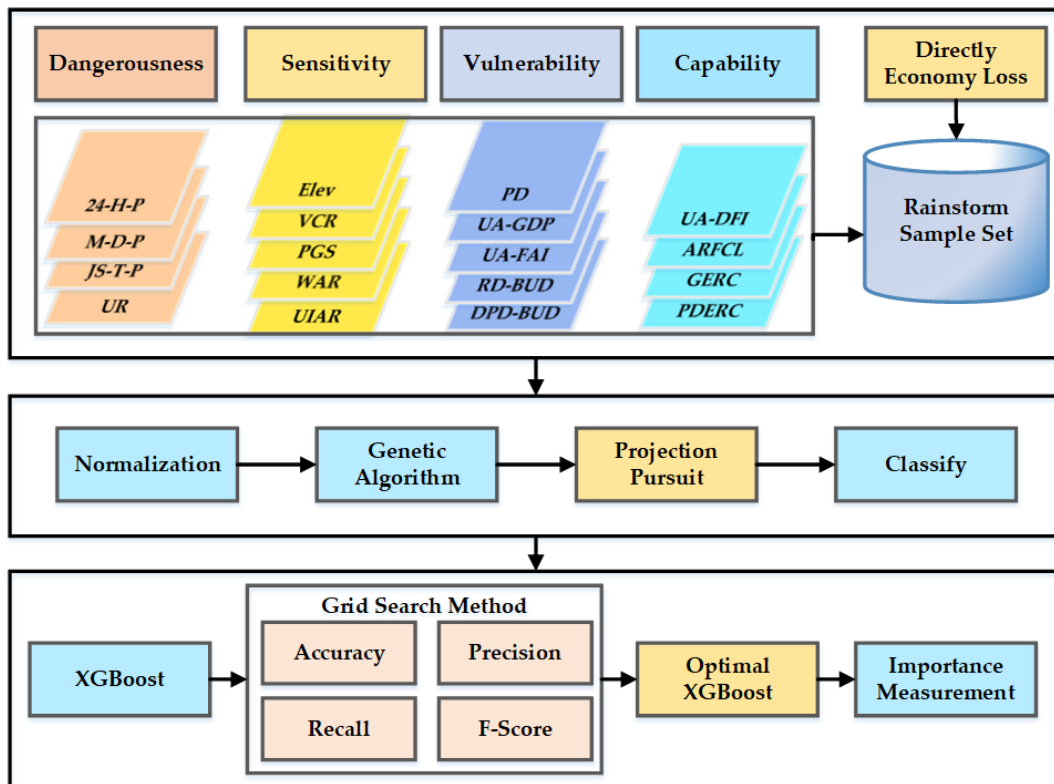 Dangerousness
Sensitivity
Vulnerability
Capability
Directly
Economy Loss
24-H-P
M-D-P
JS-T-P
UR
Elev
VCR
PGS
WAR
UIAR
PD
UA-GDP
UA-FAI
RD-BUD
DPD-BUD
UA-DFI
ARFCL
GERC
PDERC
Rainstorm
Sample Set
Normalization
Genetic
Algorithm
Projection
Pursuit
Classify
XGBoost
Grid Search Method
Accuracy
Precision
Recall
F-Score
Optimal
XGBoost
Importance
Measurement